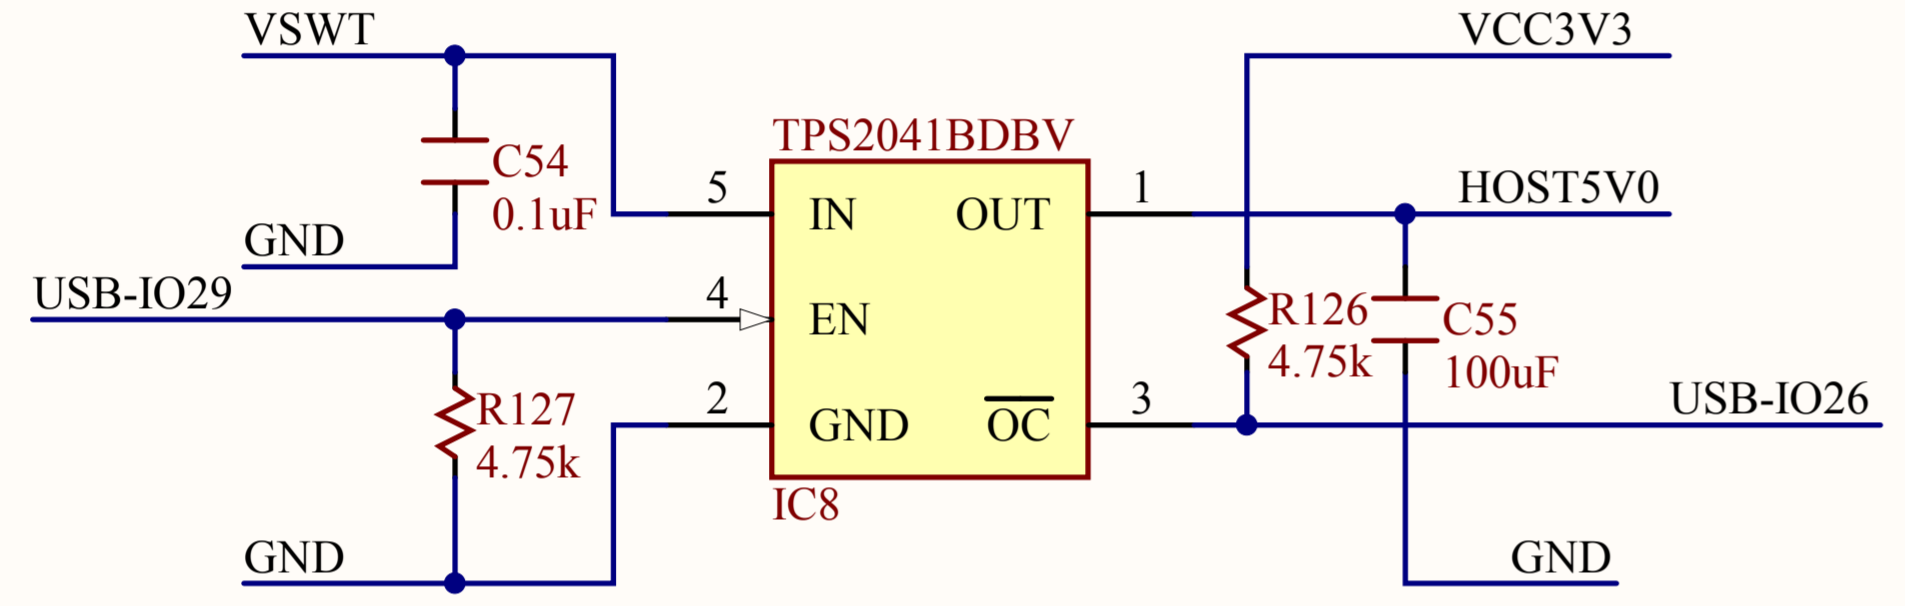 VSWT
VCC3V3
TPS2041BDBV
C54
0.1uF
5
IN
OUT
1
HOST5V0
GND
USB-IO29
4
EN
R126
4.75k
C55
100uF
R127
4.75k
2
GND
OC
3
USB-IO26
IC8
GND
GND